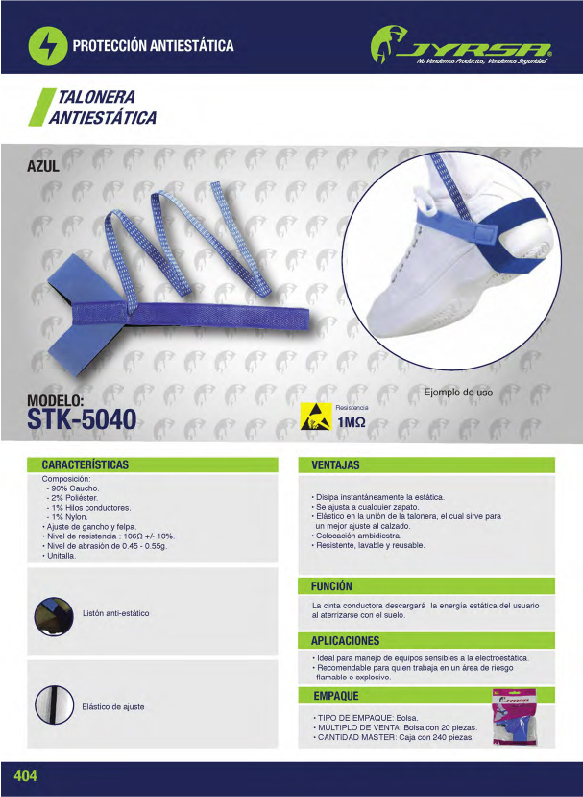 PROTECCIÓN ANTIESTÁTICA
JYRSA®
No Vendemos Productos, Vendemos Seguridad
TALONERA
ANTIESTÁTICA
AZUL
Ejemplo de uso
MODELO:
STK-5040
Resistencia
1MΩ
CARACTERÍSTICAS
Composición:
- 96% Caucho.
- 2% Poliéster.
- 1% Hilos conductores.
- 1% Nylon.
• Ajuste de gancho y felpa.
• Nivel de resistencia : 106Ω +/- 10%.
• Nivel de abrasión de 0.45 - 0.55g.
• Unitalla.
Listón anti-estático
Elástico de ajuste
VENTAJAS
• Disipa instantáneamente la estática.
• Se ajusta a cualquier zapato.
• Elástico en la unión de la talonera, el cual sirve para
un mejor ajuste al calzado.
• Colocación ambidiestra.
• Resistente, lavable y reusable.
FUNCIÓN
La cinta conductora descargará la energía estática del usuario
al aterrizarse con el suelo.
APLICACIONES
• Ideal para manejo de equipos sensibles a la electroestática.
• Recomendable para quien trabaja en un área de riesgo
flamable o explosivo.
EMPAQUE
• TIPO DE EMPAQUE: Bolsa.
• MÚLTIPLO DE VENTA: Bolsa con 20 piezas.
• CANTIDAD MASTER: Caja con 240 piezas.
JYRSA
404